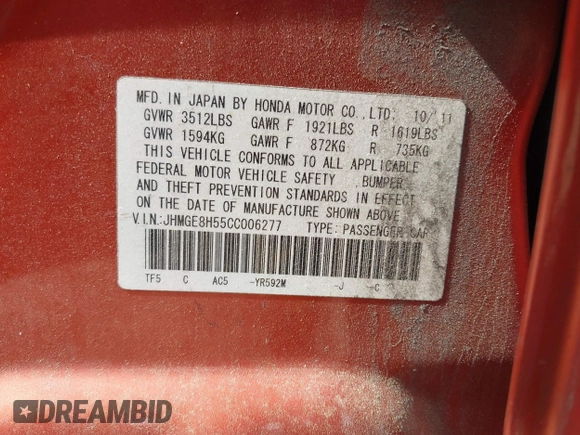 MFD. IN JAPAN BY HONDA MOTOR CO., LTD. 10/11
GVWR 3512LBS GAWR F 1921LBS R 1619LBS
GVWR 1594KG GAWR F 872KG R 735KG
THIS VEHICLE CONFORMS TO ALL APPLICABLE
FEDERAL MOTOR VEHICLE SAFETY, BUMPER
AND THEFT PREVENTION STANDARDS IN EFFECT
ON THE DATE OF MANUFACTURE SHOWN ABOVE.
V.I.N.:JHMGE8H55CC006277 TYPE: PASSENGER CAR
TF5 C AC5 -YR592M -J -C
DREAMBID